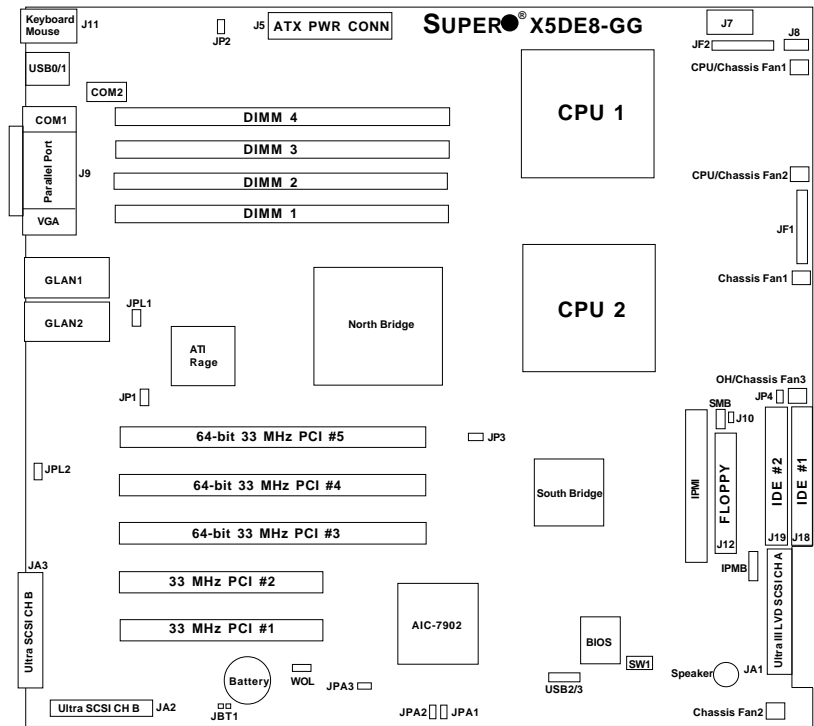 Keyboard
Mouse
J11
JP2
J5
ATX PWR CONN
SUPER® X5DE8-GG
J7
JF2
J8
CPU/Chassis Fan1
USB0/1
COM2
COM1
Parallel Port
J9
VGA
DIMM 4
DIMM 3
DIMM 2
DIMM 1
CPU 1
CPU/Chassis Fan2
JF1
GLAN1
GLAN2
JPL1
ATI
Rage
North Bridge
CPU 2
Chassis Fan1
JP1
OH/Chassis Fan3
JP4
SMB
J10
64-bit 33 MHz PCI #5
JP3
JPL2
64-bit 33 MHz PCI #4
South Bridge
IPMI
FLOPPY
J12
IDE #2
J19
IDE #1
J18
64-bit 33 MHz PCI #3
JA3
Ultra SCSI CH B
33 MHz PCI #2
IPMB
Ultra III LVD SCSI CH A
33 MHz PCI #1
AIC-7902
BIOS
SW1
Speaker
JA1
Battery
WOL
JPA3
USB2/3
Ultra SCSI CH B
JA2
JBT1
JPA2
JPA1
Chassis Fan2